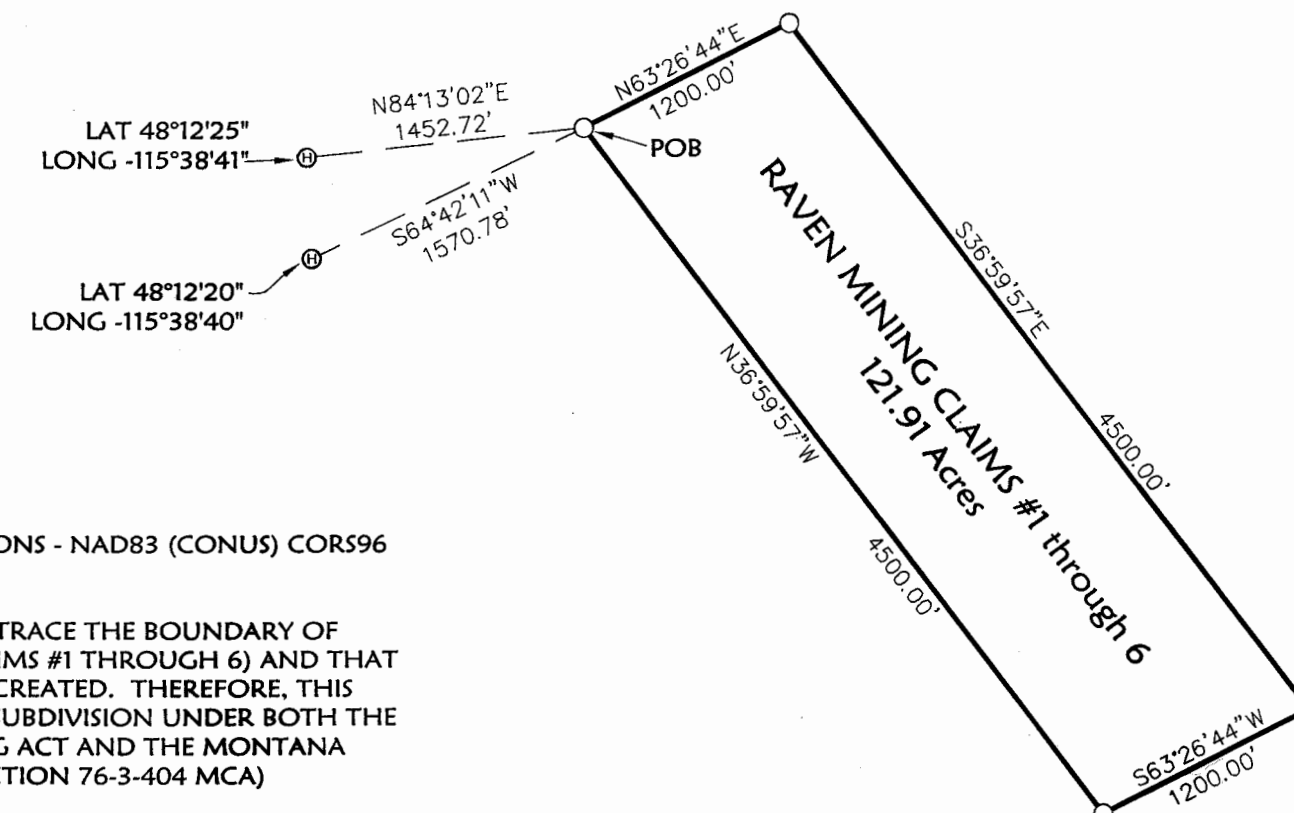 N63°26'44"E
1200.00'
N84°13'02"E
1452.72'
LAT 48°12'25"
LONG -115°38'41"
H
POB
S64°42'11"W
1570.78'
H
LAT 48°12'20"
LONG -115°38'40"
RAVEN MINING CLAIMS #1 through 6
121.91 Acres
S36°59'57"E
4500.00'
N36°59'57"W
4500.00'
ONS - NAD83 (CONUS) CORS96
TRACE THE BOUNDARY OF
IMS #1 THROUGH 6) AND THAT
CREATED. THEREFORE, THIS
SUBDIVISION UNDER BOTH THE
G ACT AND THE MONTANA
CTION 76-3-404 MCA)
S63°26'44"W
1200.00'